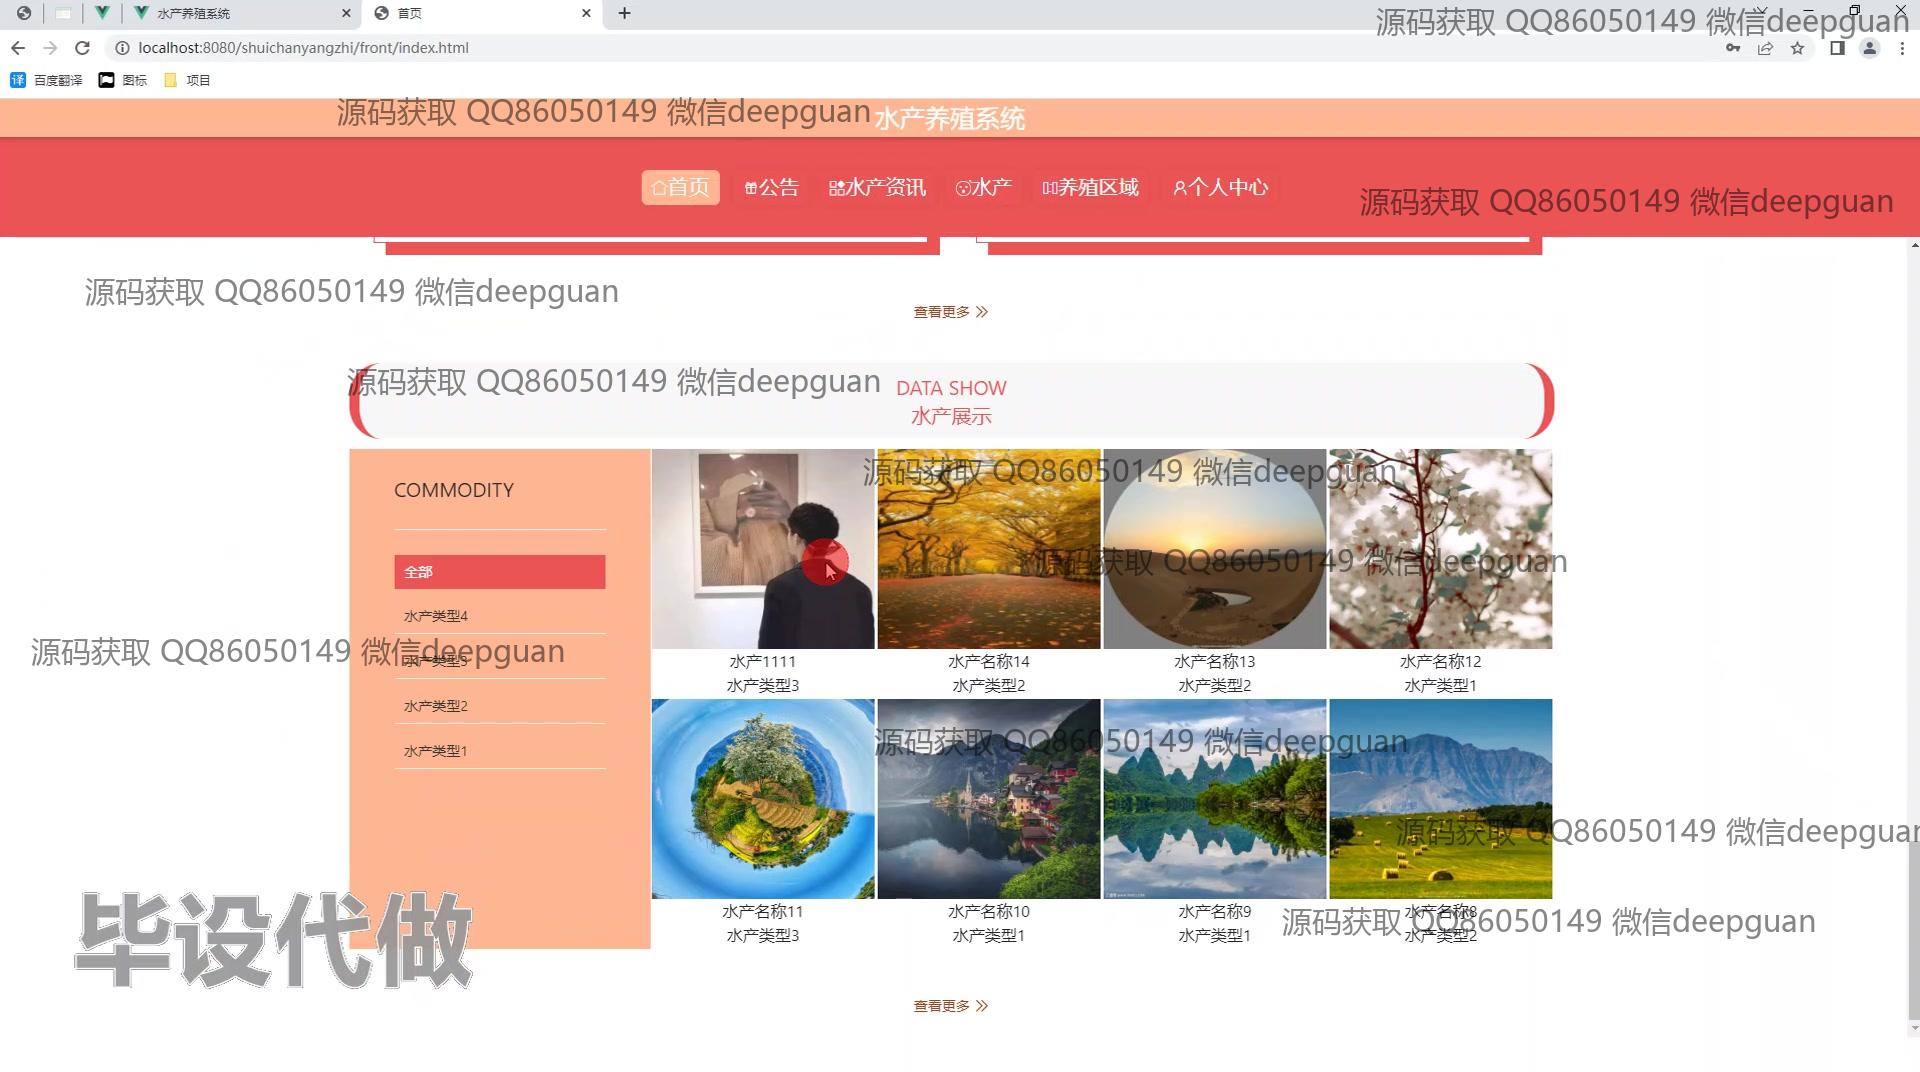 水产养殖系统
首页
源码获取 QQ86050149 微信deepguan
localhost:8080/shuichanyangzhi/front/index.html
百度翻译
图标
项目
源码获取 QQ86050149 微信deepguan
水产养殖系统
首页
公告
水产资讯
水产
养殖区域
个人中心
源码获取 QQ86050149 微信deepguan
源码获取 QQ86050149 微信deepguan
查看更多
源码获取 QQ86050149 微信deepguan
DATA SHOW
水产展示
COMMODITY
全部
水产类型4
水产类型3
水产类型2
水产类型1
源码获取 QQ86050149 微信deepguan
源码获取 QQ86050149 微信deepguan
源码获取 QQ86050149 微信deepguan
水产1111
水产类型3
水产名称14
水产类型2
水产名称13
水产类型2
水产名称12
水产类型1
源码获取 QQ86050149 微信deepguan
源码获取 QQ86050149 微信deepguan
水产名称11
水产类型3
水产名称10
水产类型1
水产名称9
水产类型1
水产名称8
水产类型2
源码获取 QQ86050149 微信deepguan
毕设代做
查看更多